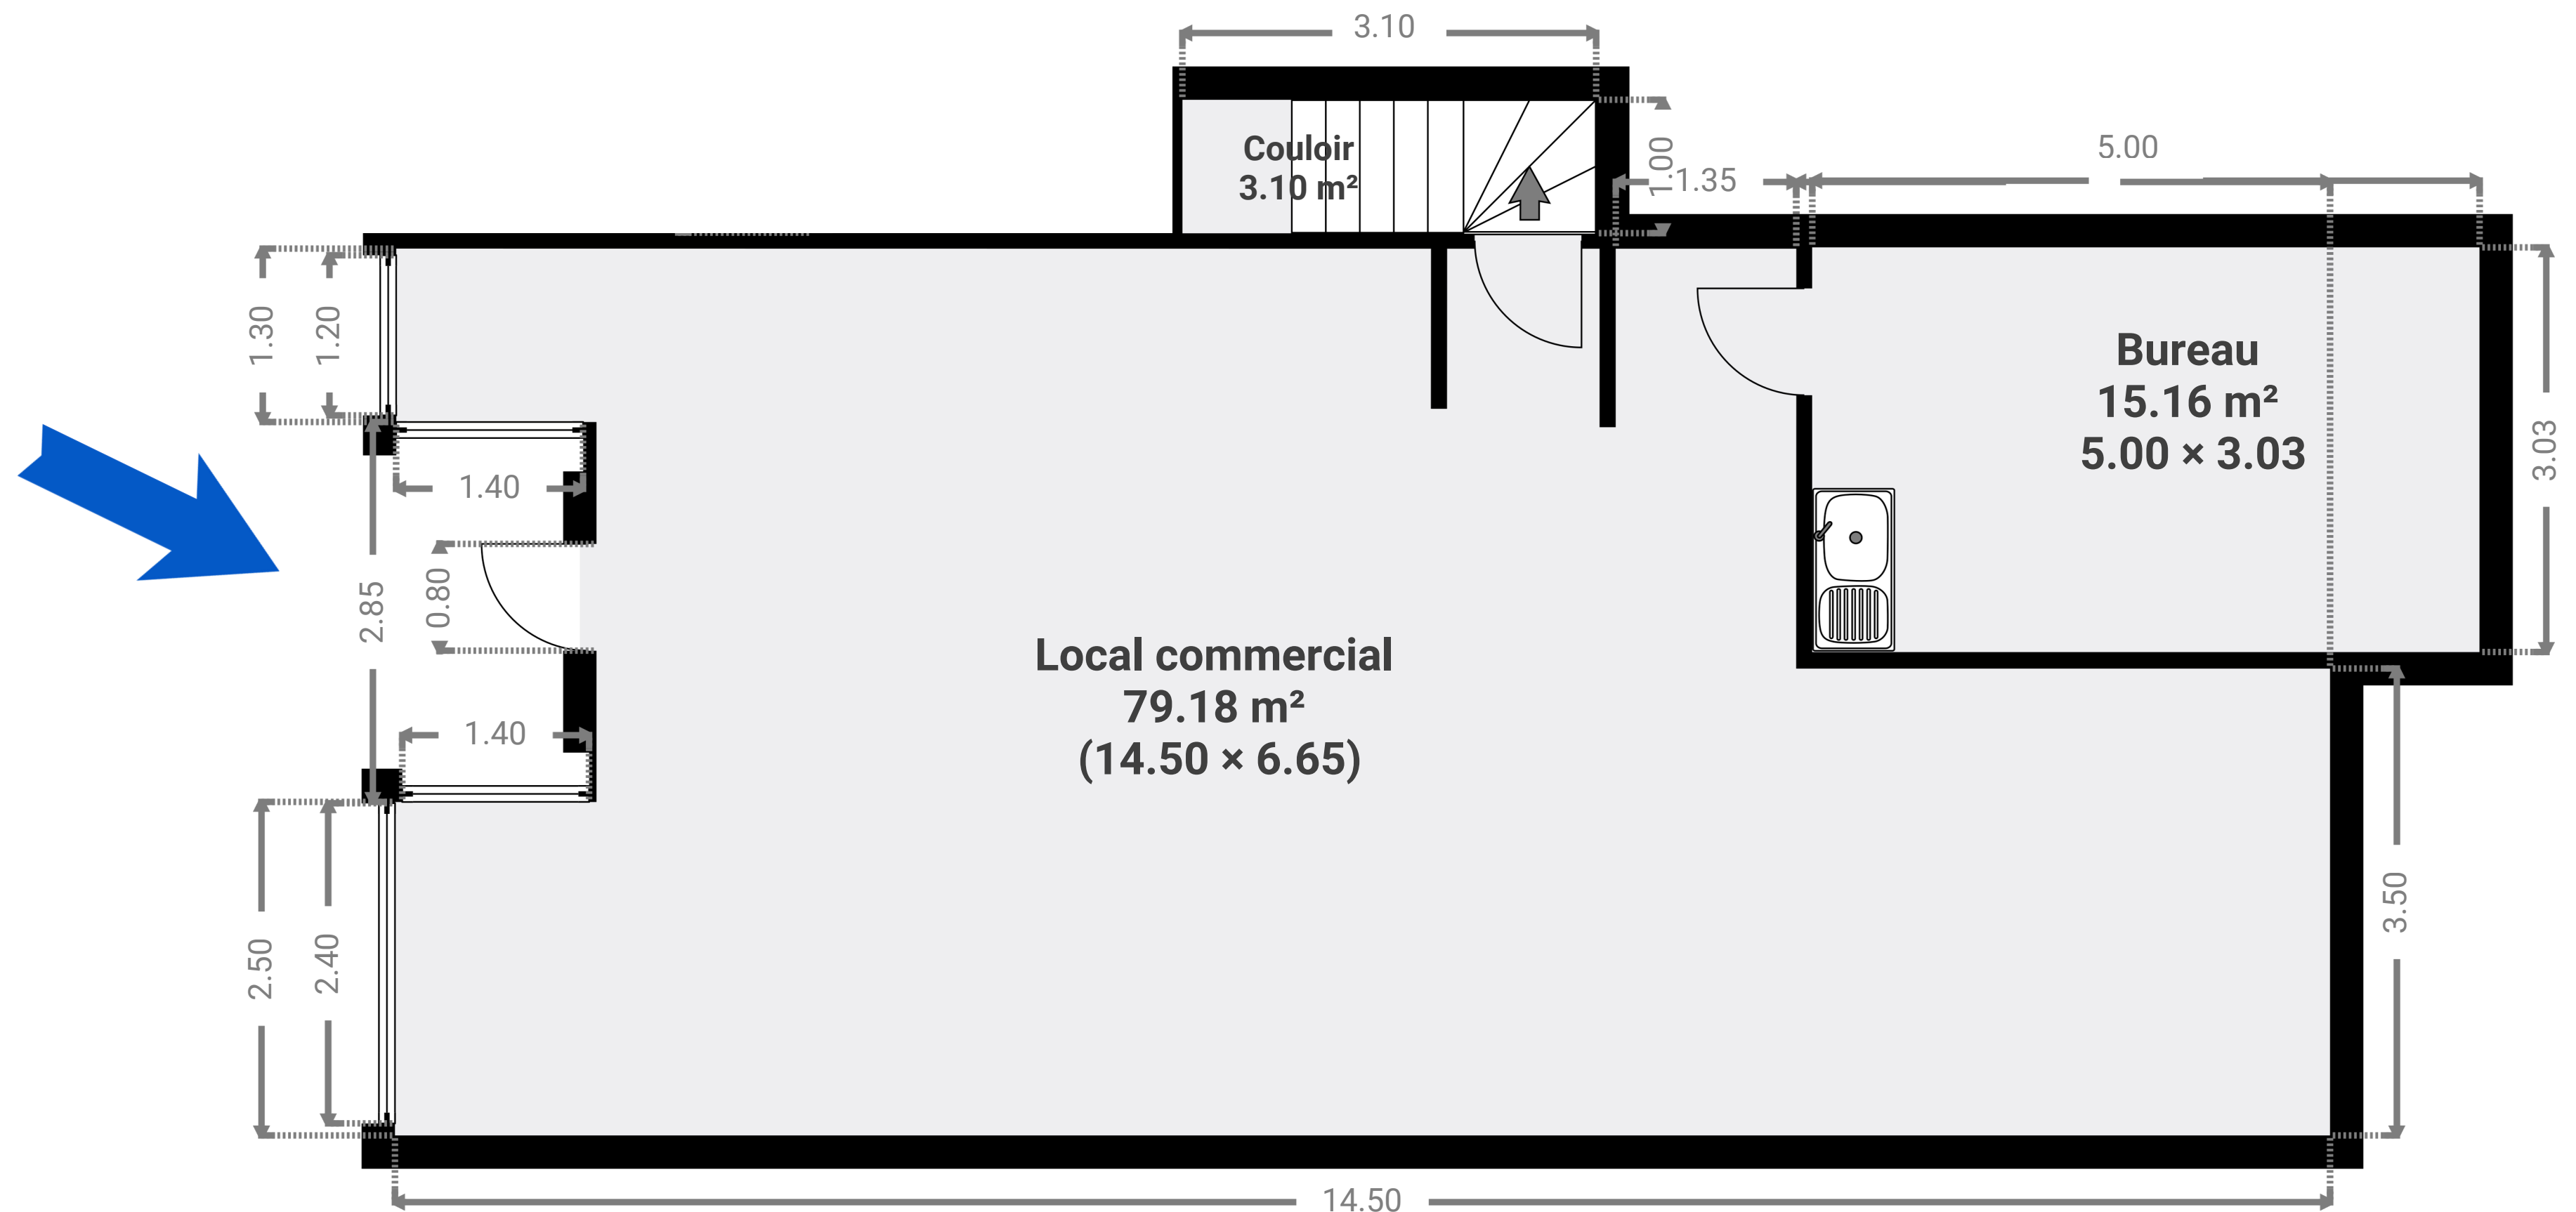 3.10
Couloir
3.10 m²
1.00
1.35
5.00
1.30
1.20
Bureau
15.16 m²
5.00 × 3.03
3.03
1.40
2.85
0.80
Local commercial
79.18 m²
(14.50 × 6.65)
1.40
2.50
2.40
3.50
14.50